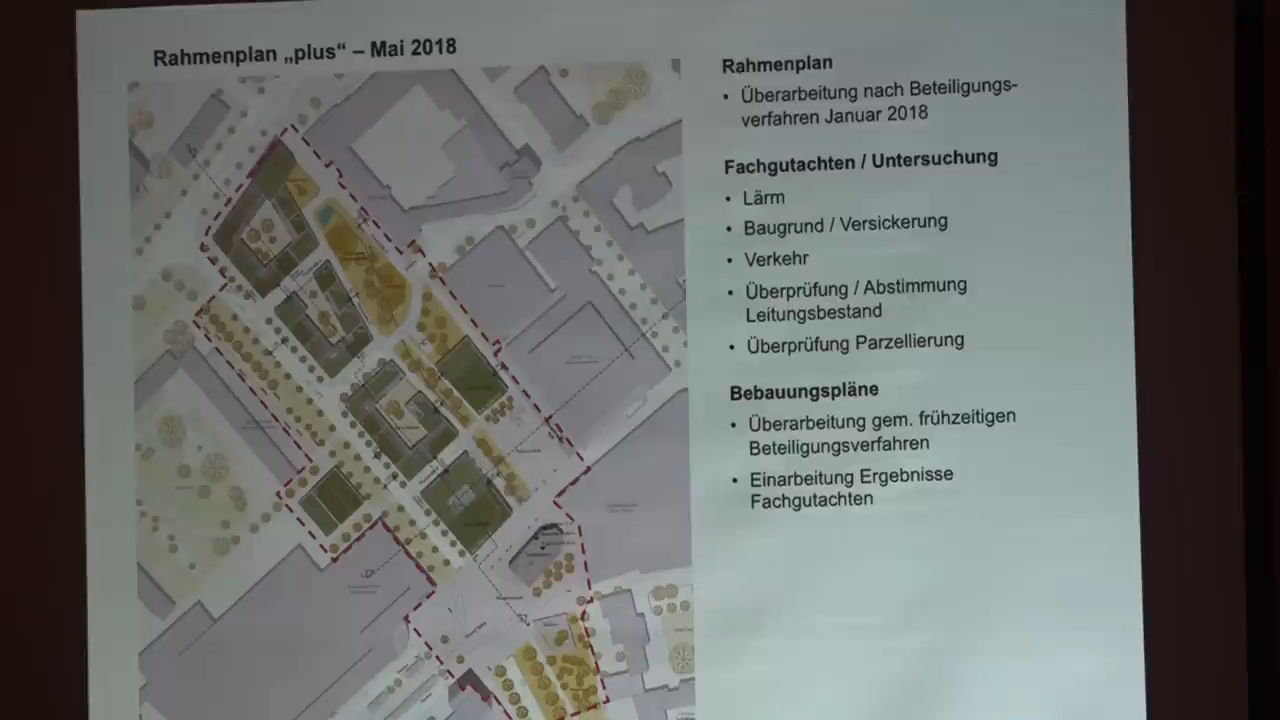 Rahmenplan „plus“ – Mai 2018
Rahmenplan
• Überarbeitung nach Beteiligungs-
verfahren Januar 2018
Fachgutachten / Untersuchung
• Lärm
• Baugrund / Versickerung
• Verkehr
• Überprüfung / Abstimmung
Leitungsbestand
• Überprüfung Parzellierung
Bebauungspläne
• Überarbeitung gem. frühzeitigen
Beteiligungsverfahren
• Einarbeitung Ergebnisse
Fachgutachten